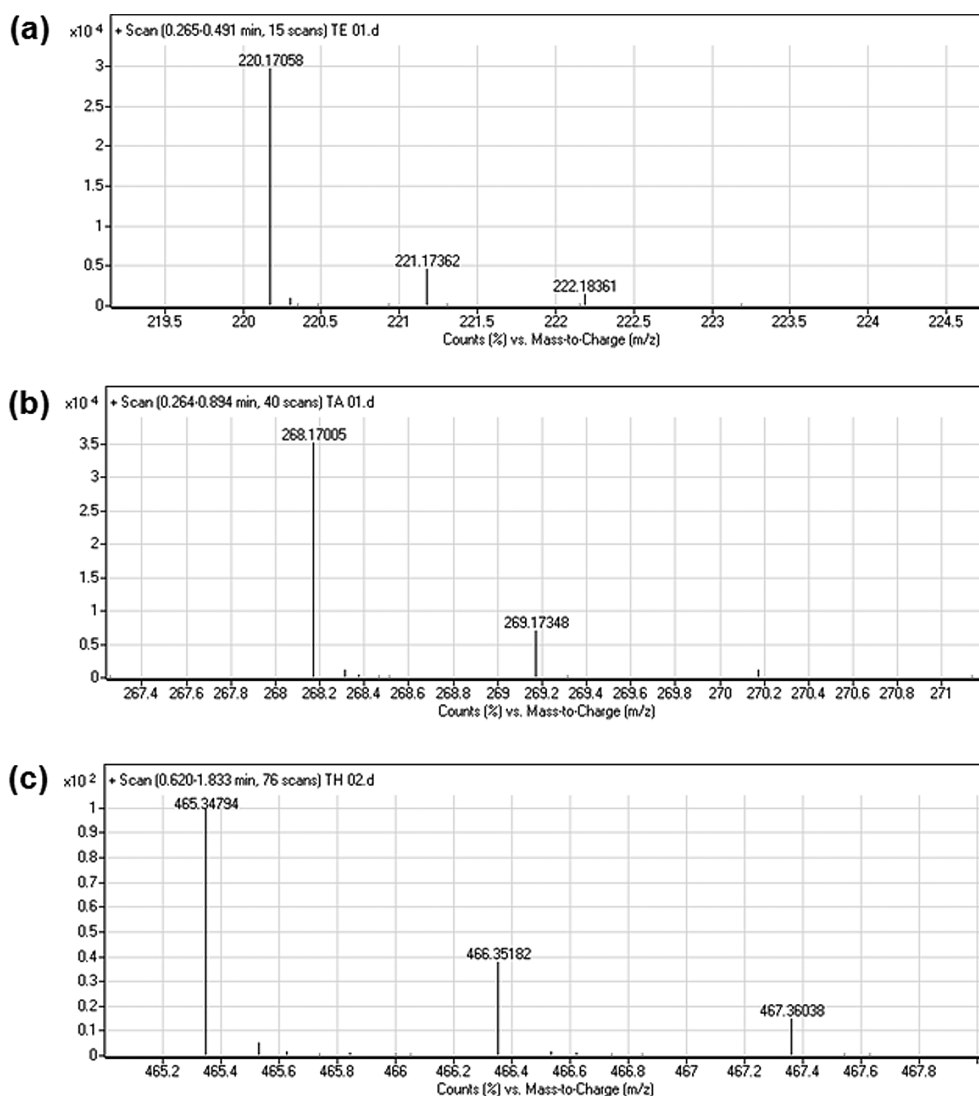 (a)
x10 4 + Scan (0.265-0.491 min, 15 scans) TE 01.d
220.17058
3
2.5
2
1.5
1
221.17362
0.5
222.18361
0
219.5 220 220.5 221 221.5 222 222.5 223 223.5 224 224.5
Counts (%) vs. Mass-to-Charge (m/z)
(b)
x10 4 + Scan (0.264-0.894 min, 40 scans) TA 01.d
268.17005
3.5
3
2.5
2
1.5
1
269.17348
0.5
0
267.4 267.6 267.8 268 268.2 268.4 268.6 268.8 269 269.2 269.4 269.6 269.8 270 270.2 270.4 270.6 270.8 271
Counts (%) vs. Mass-to-Charge (m/z)
(c)
x10 2 + Scan (0.620-1.833 min, 76 scans) TH 02.d
465.34794
1
0.9
0.8
0.7
0.6
0.5
0.4
466.35182
0.3
0.2
467.36038
0.1
0
465.2 465.4 465.6 465.8 466 466.2 466.4 466.6 466.8 467 467.2 467.4 467.6 467.8
Counts (%) vs. Mass-to-Charge (m/z)